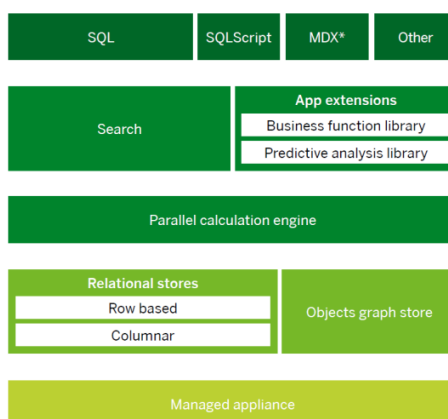 SQL
SQLScript
MDX*
Other
Search
App extensions
Business function library
Predictive analysis library
Parallel calculation engine
Relational stores
Row based
Columnar
Objects graph store
Managed appliance